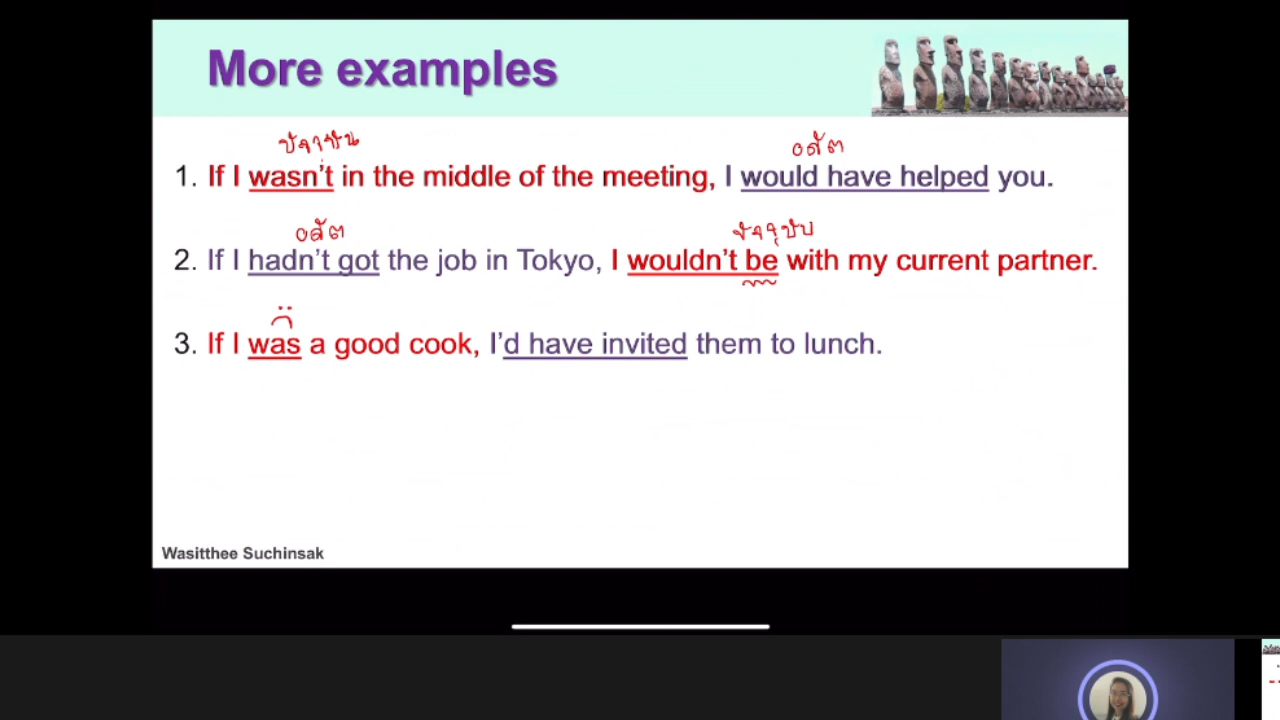 More examples
ปัจจุบัน อดีต
1. If I wasn't in the middle of the meeting, I would have helped you.
อดีต ปัจจุบัน
2. If I hadn't got the job in Tokyo, I wouldn't be with my current partner.
3. If I was a good cook, I'd have invited them to lunch.
Wasitthee Suchinsak